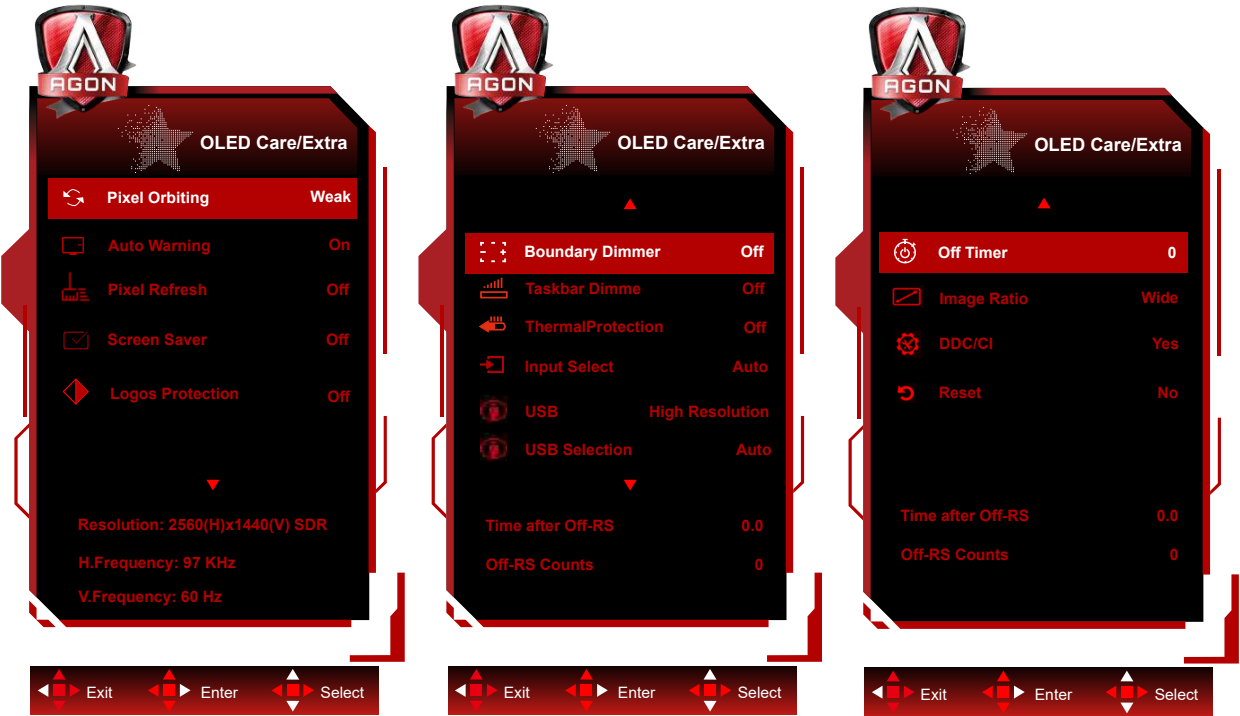 AGON
OLED Care/Extra
Pixel Orbiting Weak
Auto Warning On
Pixel Refresh Off
Screen Saver Off
Logos Protection Off
Resolution: 2560(H)x1440(V) SDR
H.Frequency: 97 KHz
V.Frequency: 60 Hz
Exit Enter Select
AGON
OLED Care/Extra
Boundary Dimmer Off
Taskbar Dimme Off
ThermalProtection Off
Input Select Auto
USB High Resolution
USB Selection Auto
Time after Off-RS 0.0
Off-RS Counts 0
Exit Enter Select
AGON
OLED Care/Extra
Off Timer 0
Image Ratio Wide
DDC/CI Yes
Reset No
Time after Off-RS 0.0
Off-RS Counts 0
Exit Enter Select